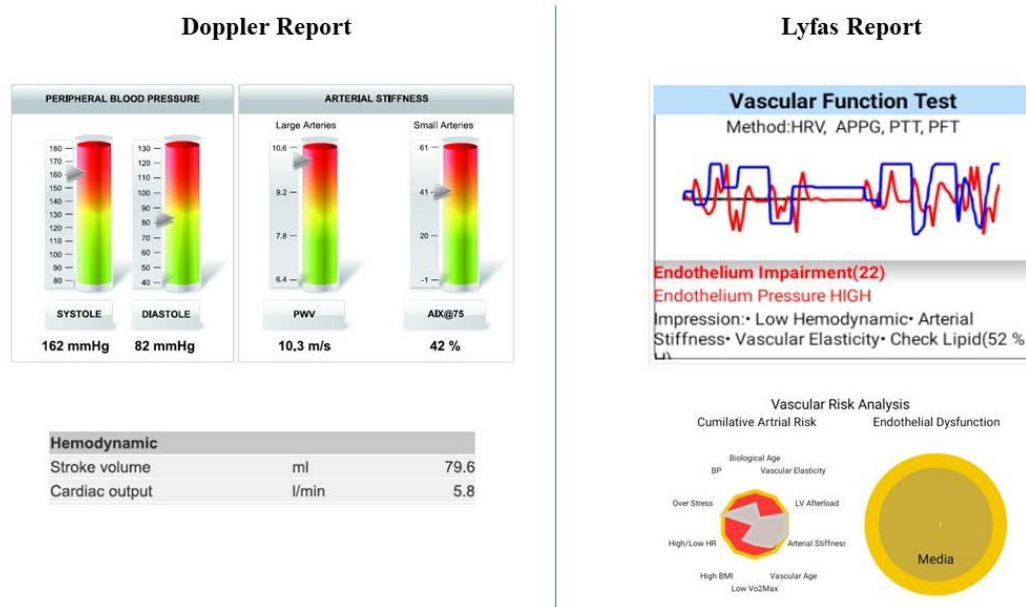 Doppler Report
PERIPHERAL BLOOD PRESSURE
180
170
160
150
140
130
120
110
100
90
80
130
120
110
100
90
80
70
60
50
40
SYSTOLE
DIASTOLE
162 mmHg
82 mmHg
ARTERIAL STIFFNESS
Large Arteries
Small Arteries
10,6
9.2
7.8
6.4
61
41
20
-1
PWV
AIX@75
10,3 m/s
42 %
Hemodynamic
Stroke volume ml 79.6
Cardiac output l/min 5.8
Lyfas Report
Vascular Function Test
Method:HRV, APPG, PTT, PFT
Endothelium Impairment(22)
Endothelium Pressure HIGH
Impression:• Low Hemodynamic• Arterial
Stiffness• Vascular Elasticity• Check Lipid(52 %
Vascular Risk Analysis
Cumilative Artrial Risk
Biological Age
BP
Vascular Elasticity
Over Stress
LV Afterload
High/Low HR
Arterial Stiffness
High BMI
Vascular Age
Low Vo2Max
Endothelial Dysfunction
Media